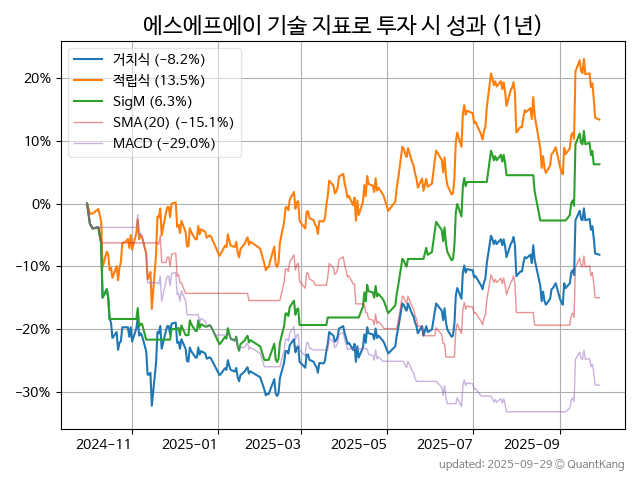 에스에프에이 기술 지표로 투자 시 성과 (1년)
거치식 (−8.2%)
적립식 (13.5%)
SigM (6.3%)
SMA(20) (−15.1%)
MACD (−29.0%)
20%
10%
0%
−10%
−20%
−30%
2024−11
2025−01
2025−03
2025−05
2025−07
2025−09
updated: 2025-09-29 © QuantKang